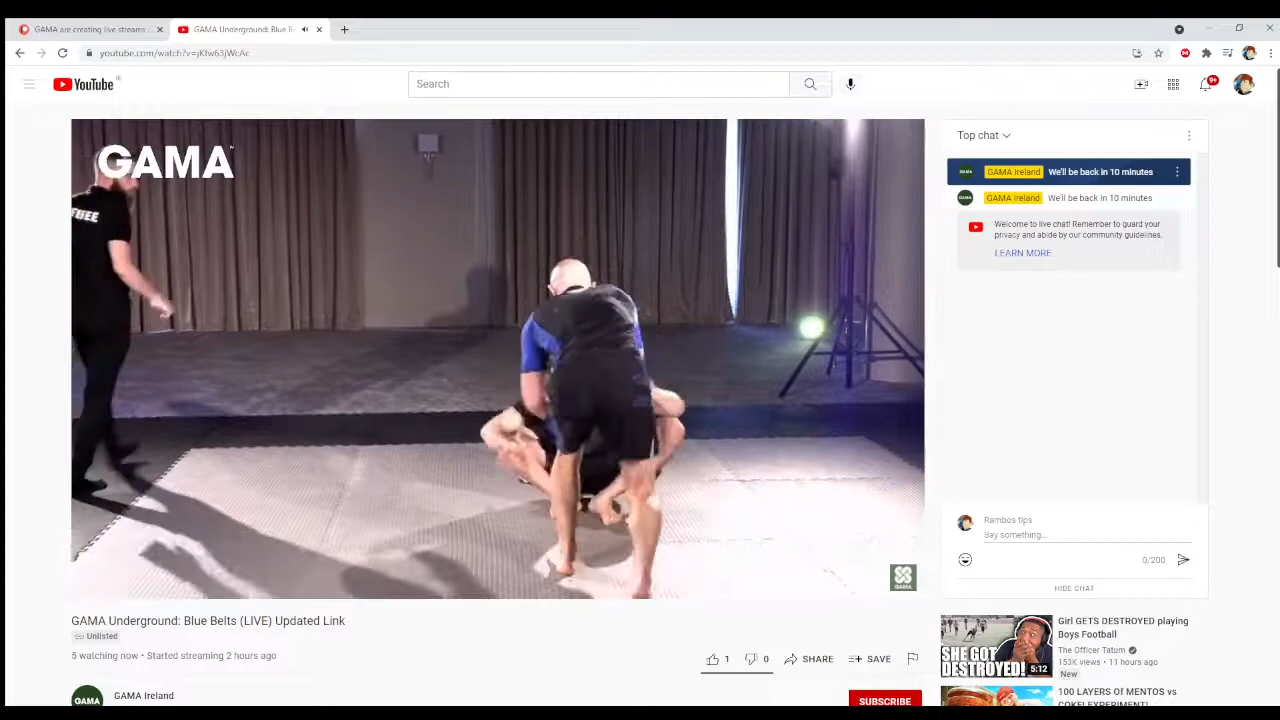 GAMA are creating live streams
GAMA Underground: Blue B
youtube.com/watch?v=jKfw63jWcAc
YouTube
IE
Search
9+
GAMA
Top chat
GAMA Ireland We'll be back in 10 minutes
GAMA Ireland We'll be back in 10 minutes
Welcome to live chat! Remember to guard your
privacy and abide by our community guidelines.
LEARN MORE
Rambos tips
Say something...
0/200
HIDE CHAT
GAMA
GAMA Underground: Blue Belts (LIVE) Updated Link
Unlisted
5 watching now • Started streaming 2 hours ago
1
0
SHARE
SAVE
GAMA
GAMA Ireland
SUBSCRIBE
SHE GOT
DESTROYED!
5:12
Girl GETS DESTROYED playing
Boys Football
The Officer Tatum
153K views • 11 hours ago
New
100 LAYERS Of MENTOS vs